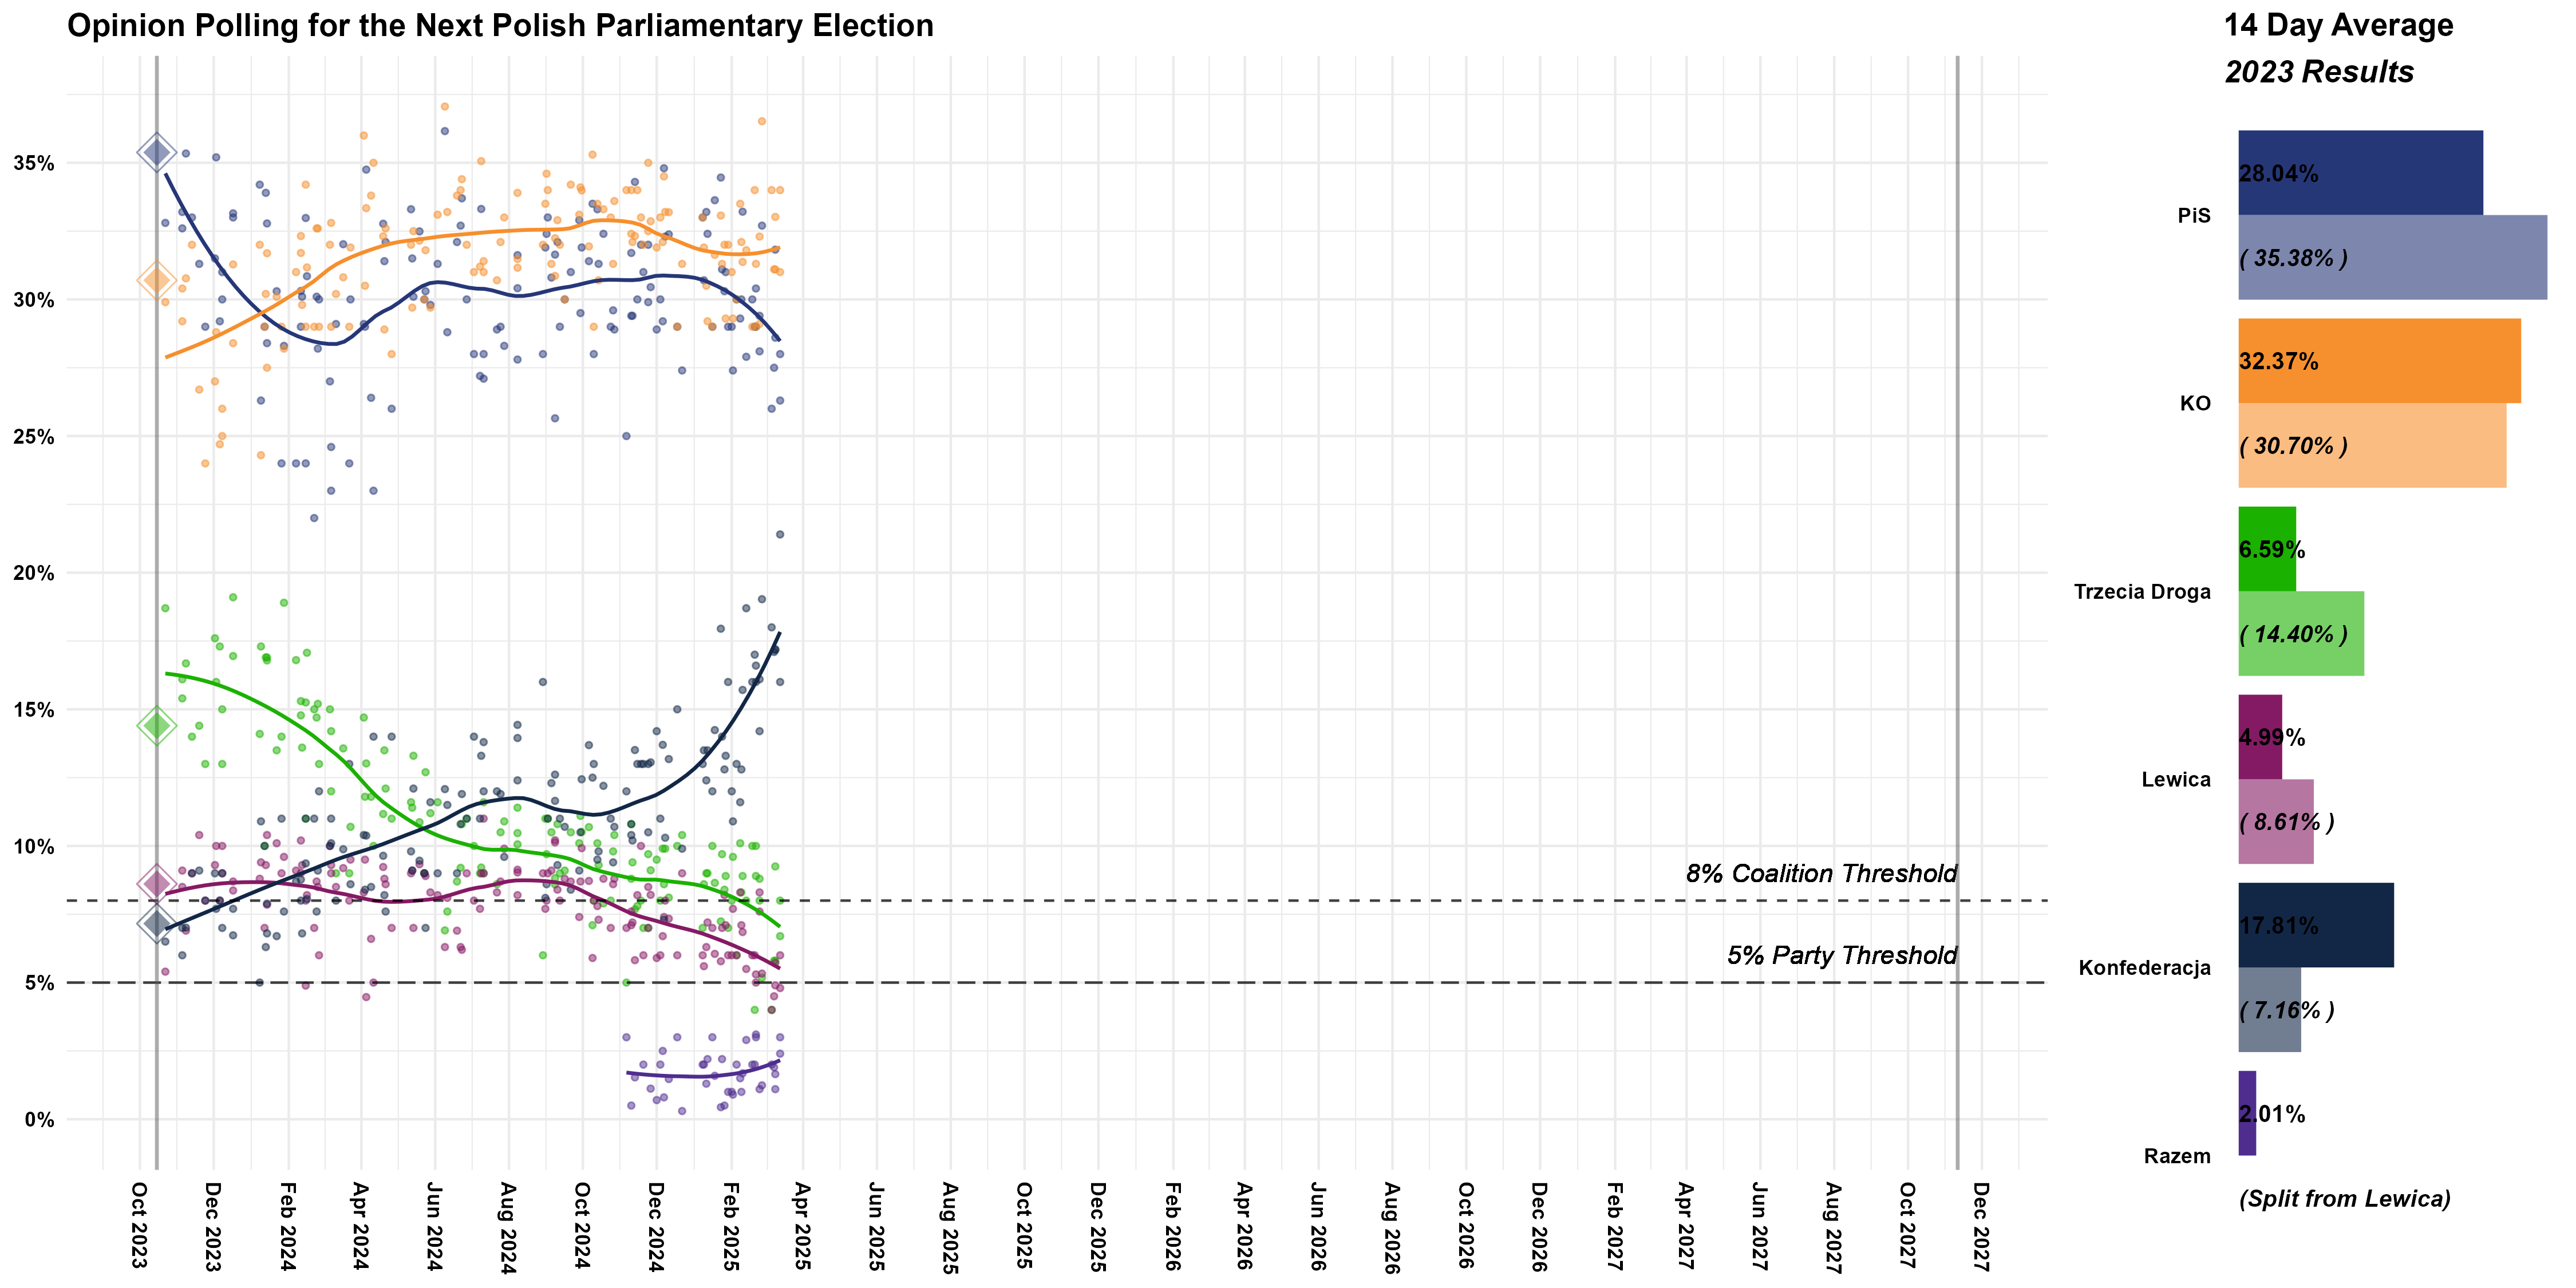 Opinion Polling for the Next Polish Parliamentary Election
35%
30%
25%
20%
15%
10%
5%
0%
8% Coalition Threshold
5% Party Threshold
Oct 2023
Dec 2023
Feb 2024
Apr 2024
Jun 2024
Aug 2024
Oct 2024
Dec 2024
Feb 2025
Apr 2025
Jun 2025
Aug 2025
Oct 2025
Dec 2025
Feb 2026
Apr 2026
Jun 2026
Aug 2026
Oct 2026
Dec 2026
Feb 2027
Apr 2027
Jun 2027
Aug 2027
Oct 2027
Dec 2027
14 Day Average
2023 Results
PiS
28.04%
( 35.38% )
KO
32.37%
( 30.70% )
Trzecia Droga
6.59%
( 14.40% )
Lewica
4.99%
( 8.61% )
Konfederacja
17.81%
( 7.16% )
Razem
2.01%
(Split from Lewica)